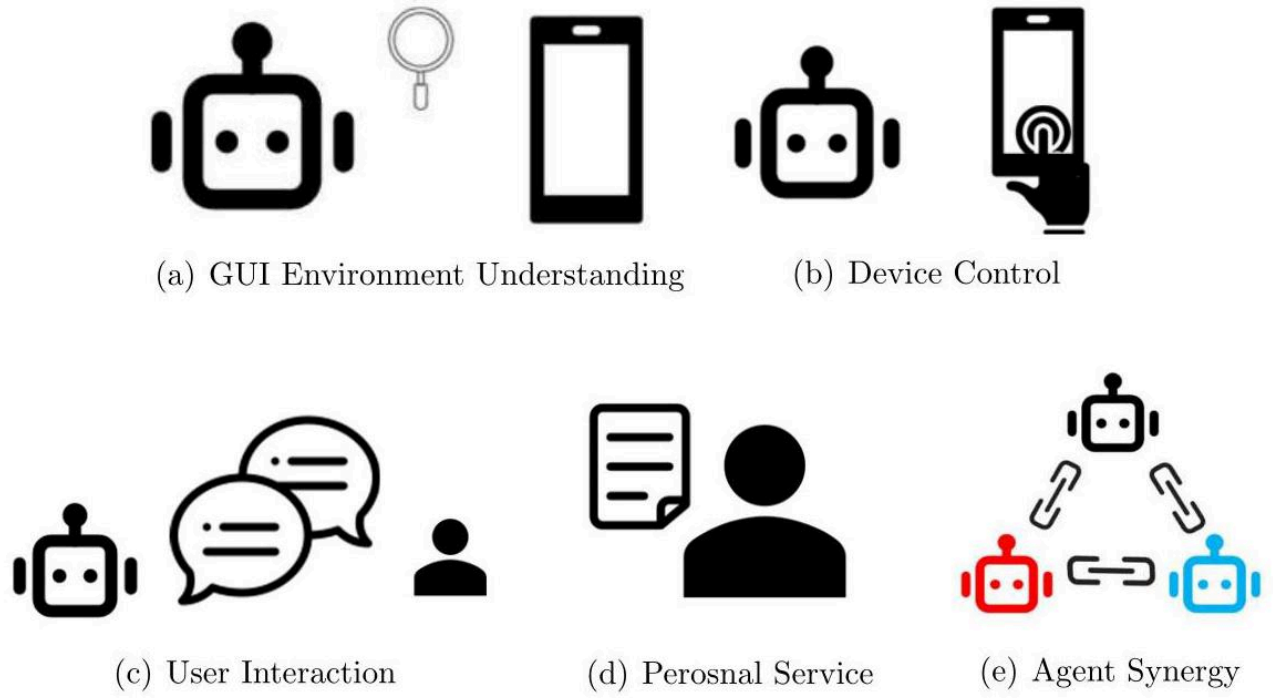 (a) GUI Environment Understanding
(b) Device Control
(c) User Interaction
(d) Perosnal Service
(e) Agent Synergy